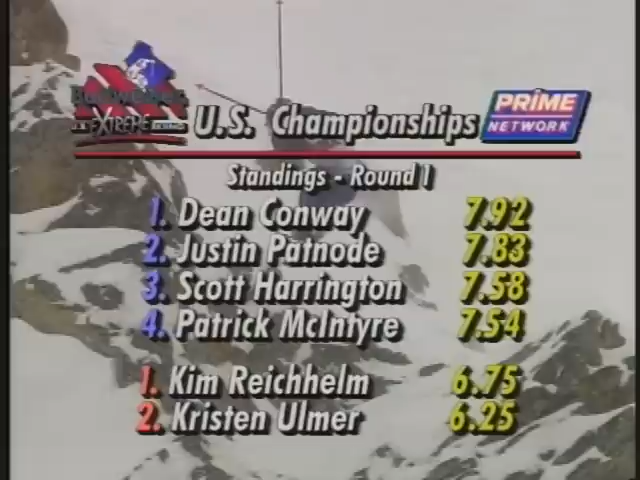 EXTREME
U.S. Championships
PRIME
NETWORK
Standings - Round 1
1. Dean Conway 7.92
2. Justin Patnode 7.83
3. Scott Harrington 7.58
4. Patrick McIntyre 7.54
1. Kim Reichhelm 6.75
2. Kristen Ulmer 6.25